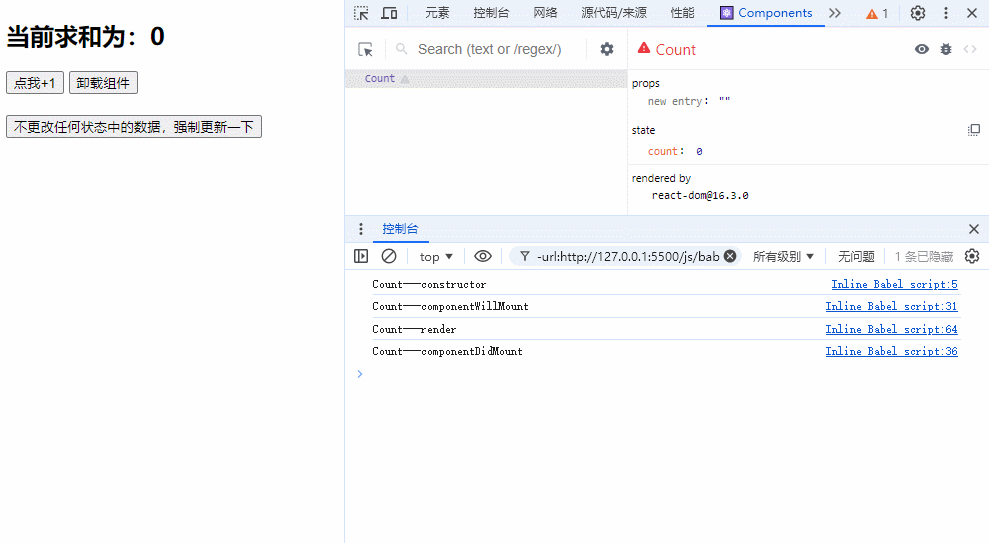 当前求和为：0
点我+1 卸载组件
不更改任何状态中的数据，强制更新一下
元素 控制台 网络 源代码/来源 性能 Components 1
Search (text or /regex/)
Count
Count
props
new entry: ""
state
count: 0
rendered by
react-dom@16.3.0
控制台
top -url:http://127.0.0.1:5500/js/bab 所有级别 无问题 1 条已隐藏
Count---constructor Inline Babel script:5
Count---componentWillMount Inline Babel script:31
Count---render Inline Babel script:64
Count---componentDidMount Inline Babel script:36